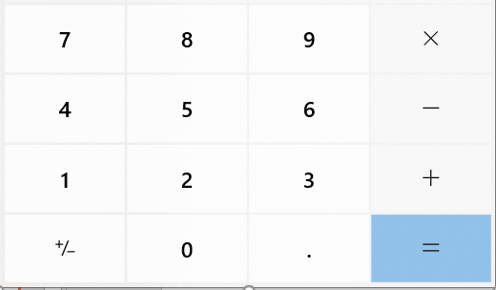 7 8 9 ×
4 5 6 −
1 2 3 +
+/− 0 . =